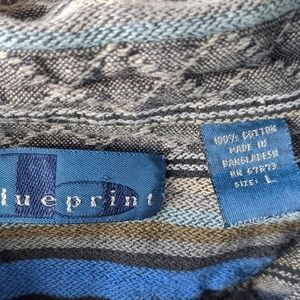 blueprint
100% COTTON
MADE IN
BANGLADESH
RN 67873
SIZE: L